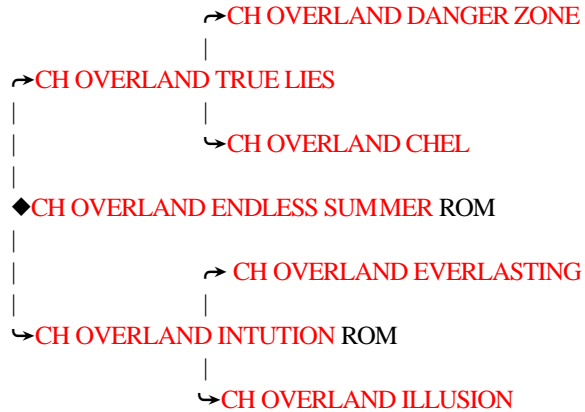 CH OVERLAND DANGER ZONE
CH OVERLAND TRUE LIES
CH OVERLAND CHEL
CH OVERLAND ENDLESS SUMMER ROM
CH OVERLAND EVERLASTING
CH OVERLAND INTUTION ROM
CH OVERLAND ILLUSION